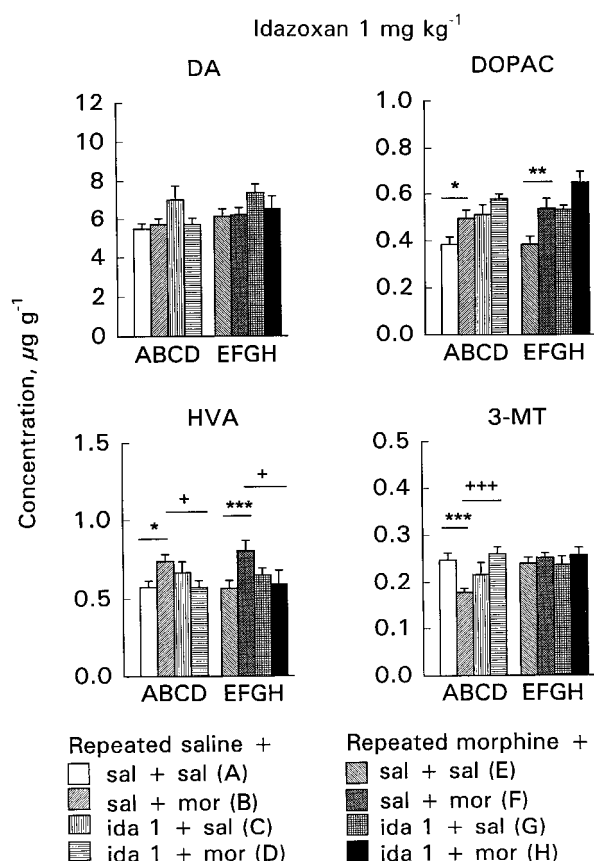 Idazoxan 1 mg kg-1
DA
DOPAC
12
10
8
6
4
2
0
ABCD EFGH
1.0
0.8
0.6
0.4
0.2
0.0
* **
ABCD EFGH
Concentration, µg g-1
HVA
3-MT
1.5
1.0
0.5
0.0
* + *** +
ABCD EFGH
0.5
0.4
0.3
0.2
0.1
0.0
*** +++
ABCD EFGH
Repeated saline +
sal + sal (A)
sal + mor (B)
ida 1 + sal (C)
ida 1 + mor (D)
Repeated morphine +
sal + sal (E)
sal + mor (F)
ida 1 + sal (G)
ida 1 + mor (H)